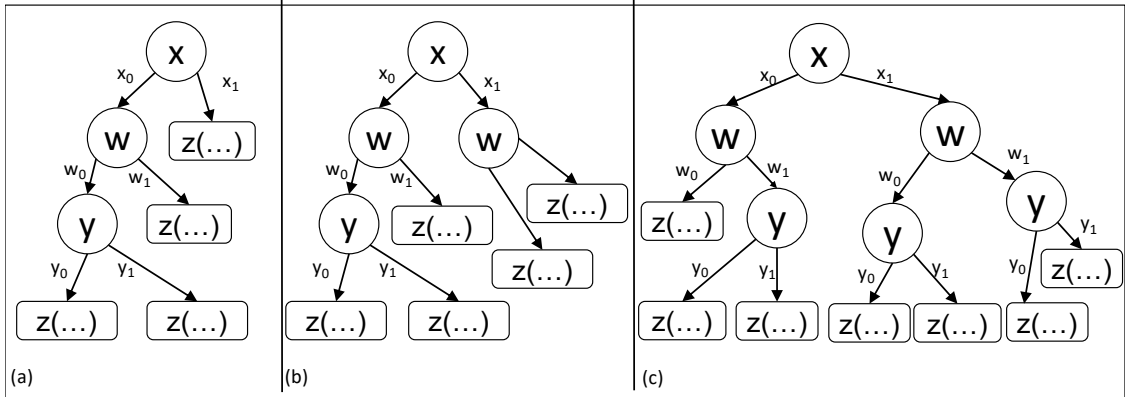 x
x₀
x₁
w
z(...)
w₀
w₁
y
z(...)
y₀
y₁
z(...)
z(...)
(a)
x
x₀
x₁
w
w
w₀
w₁
z(...)
y
z(...)
z(...)
y₀
y₁
z(...)
z(...)
(b)
x
x₀
x₁
w
w
w₀
w₁
w₀
w₁
z(...)
y
y
y
y₀
y₁
y₀
y₁
y₀
y₁
z(...)
z(...)
z(...)
z(...)
z(...)
z(...)
z(...)
(c)